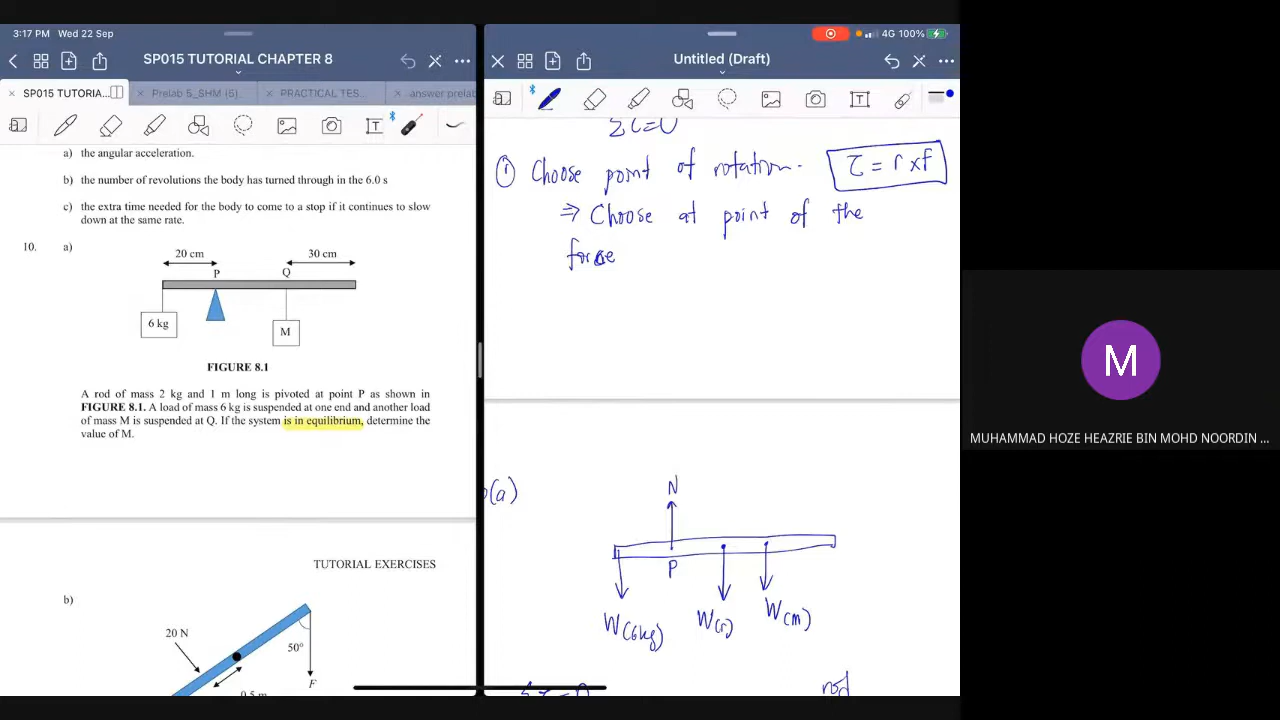 3:17 PM Wed 22 Sep
4G 100%
SP015 TUTORIAL CHAPTER 8
Untitled (Draft)
SP015 TUTORIA...
Prelab 5_SHM (5)
PRACTICAL TES...
answer prelab
a) the angular acceleration.
b) the number of revolutions the body has turned through in the 6.0 s
c) the extra time needed for the body to come to a stop if it continues to slow
down at the same rate.
10. a)
20 cm
30 cm
P
Q
6 kg
M
FIGURE 8.1
A rod of mass 2 kg and 1 m long is pivoted at point P as shown in
FIGURE 8.1. A load of mass 6 kg is suspended at one end and another load
of mass M is suspended at Q. If the system is in equilibrium, determine the
value of M.
TUTORIAL EXERCISES
b)
20 N
50°
F
0.5 m
Στ=0
① Choose point of rotation. τ = r x f
⇒ Choose at point of the
force
(a)
N
P
W(6kg)
W(r)
W(m)
rod
M
MUHAMMAD HOZE HEAZRIE BIN MOHD NOORDIN ...